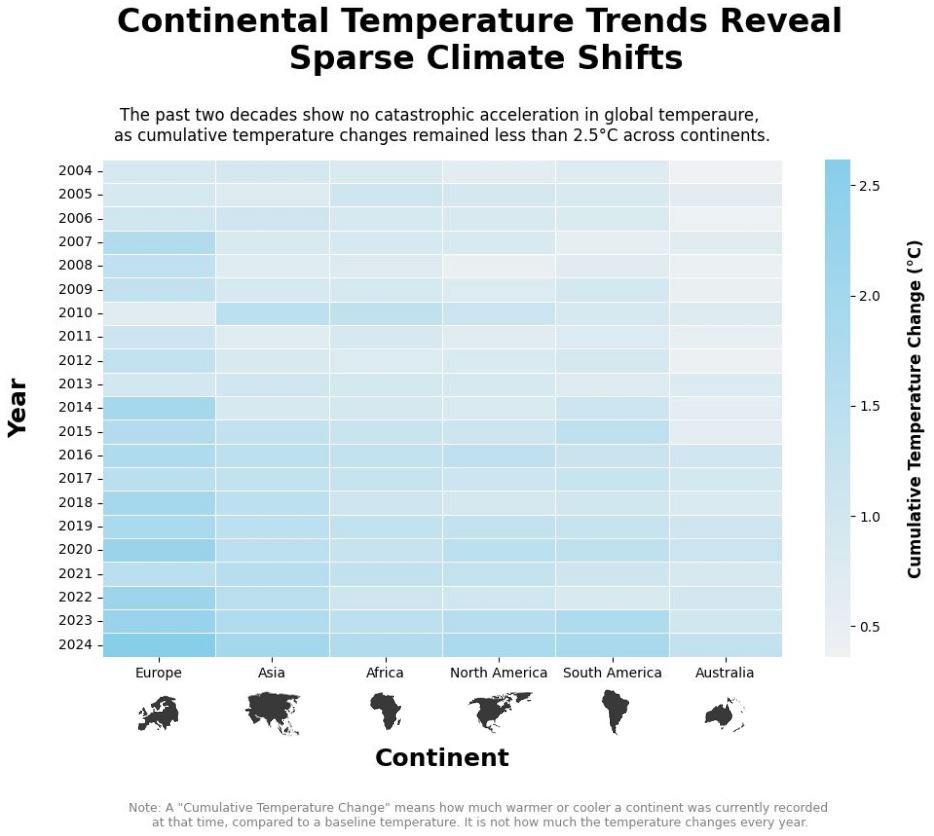 Continental Temperature Trends Reveal
Sparse Climate Shifts
The past two decades show no catastrophic acceleration in global temperaure,
as cumulative temperature changes remained less than 2.5°C across continents.
2004
2005
2006
2007
2008
2009
2010
2011
2012
2013
2014
2015
2016
2017
2018
2019
2020
2021
2022
2023
2024
Year
2.5
2.0
1.5
1.0
0.5
Cumulative Temperature Change (°C)
Europe Asia Africa North America South America Australia
Continent
Note: A "Cumulative Temperature Change" means how much warmer or cooler a continent was currently recorded
at that time, compared to a baseline temperature. It is not how much the temperature changes every year.